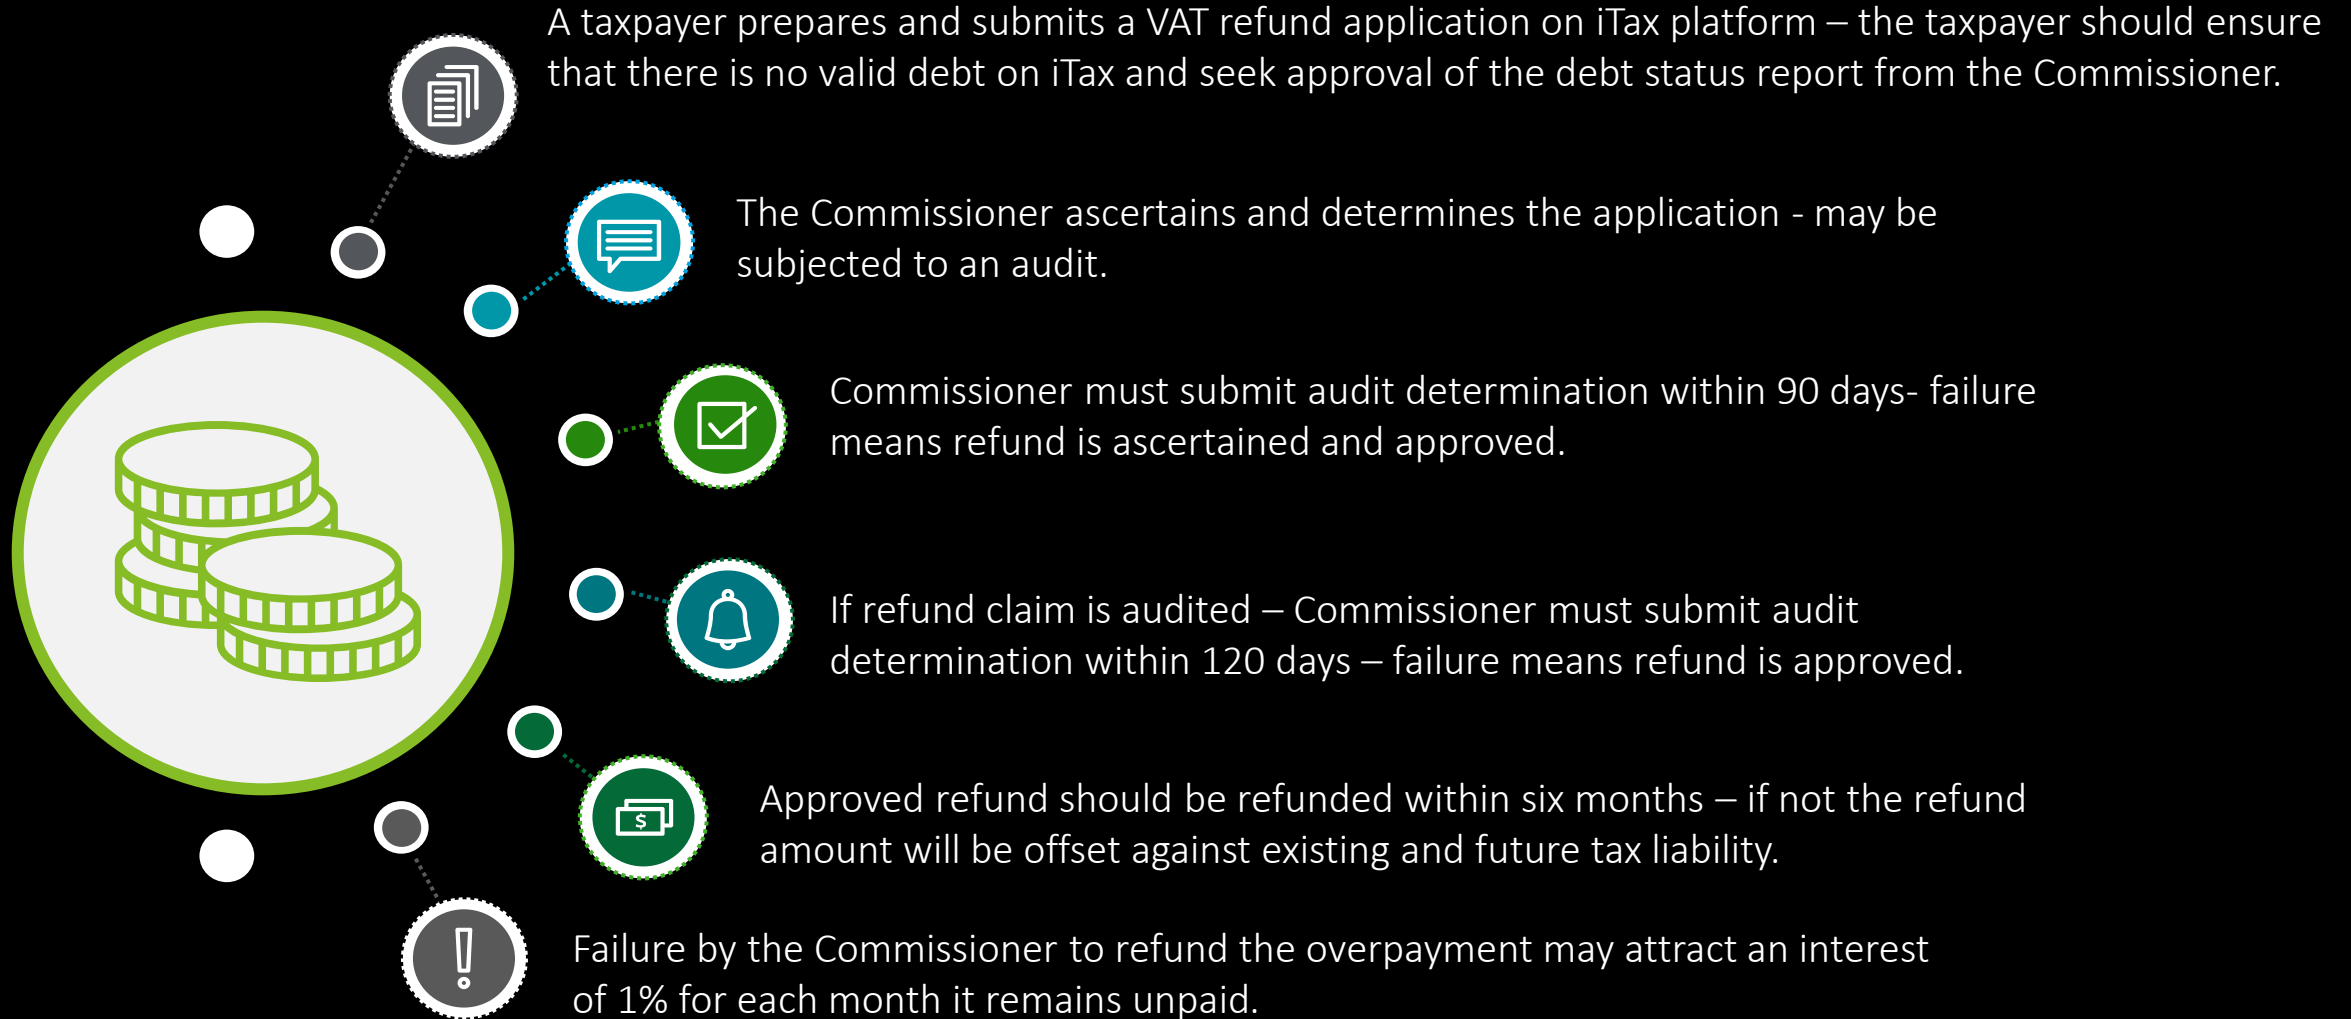 A taxpayer prepares and submits a VAT refund application on iTax platform – the taxpayer should ensure
that there is no valid debt on iTax and seek approval of the debt status report from the Commissioner.
The Commissioner ascertains and determines the application - may be
subjected to an audit.
Commissioner must submit audit determination within 90 days- failure
means refund is ascertained and approved.
If refund claim is audited – Commissioner must submit audit
determination within 120 days – failure means refund is approved.
$
Approved refund should be refunded within six months – if not the refund
amount will be offset against existing and future tax liability.
Failure by the Commissioner to refund the overpayment may attract an interest
of 1% for each month it remains unpaid.